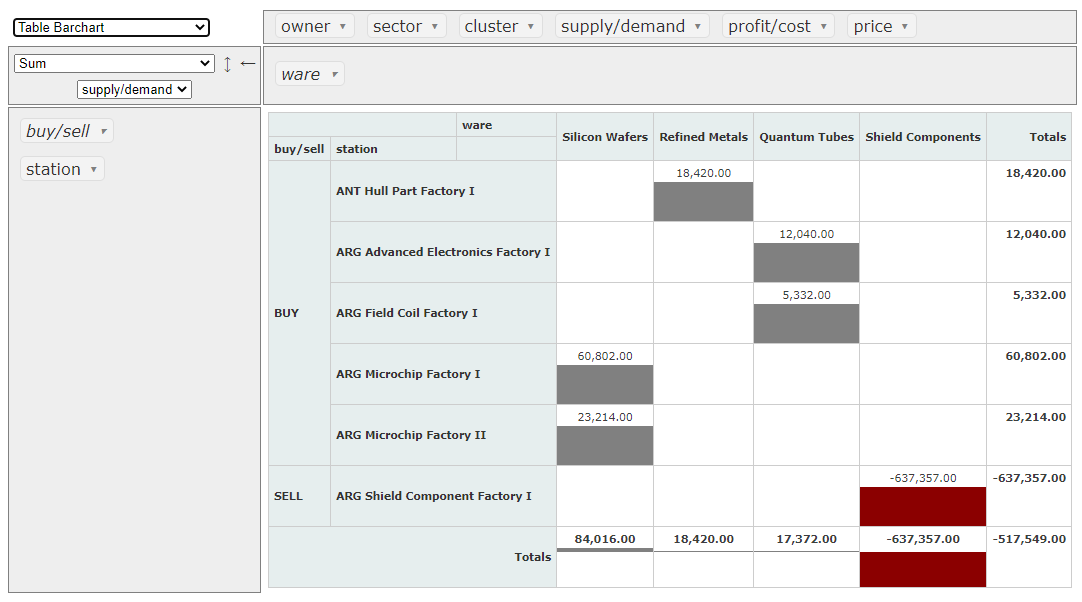 Table Barchart
owner ▾ sector ▾ cluster ▾ supply/demand ▾ profit/cost ▾ price ▾
Sum ↕ ←
supply/demand
ware ▾
buy/sell ▾
station ▾
ware Silicon Wafers Refined Metals Quantum Tubes Shield Components Totals
buy/sell station
BUY ANT Hull Part Factory I 18,420.00 18,420.00
ARG Advanced Electronics Factory I 12,040.00 12,040.00
ARG Field Coil Factory I 5,332.00 5,332.00
ARG Microchip Factory I 60,802.00 60,802.00
ARG Microchip Factory II 23,214.00 23,214.00
SELL ARG Shield Component Factory I -637,357.00 -637,357.00
Totals 84,016.00 18,420.00 17,372.00 -637,357.00 -517,549.00